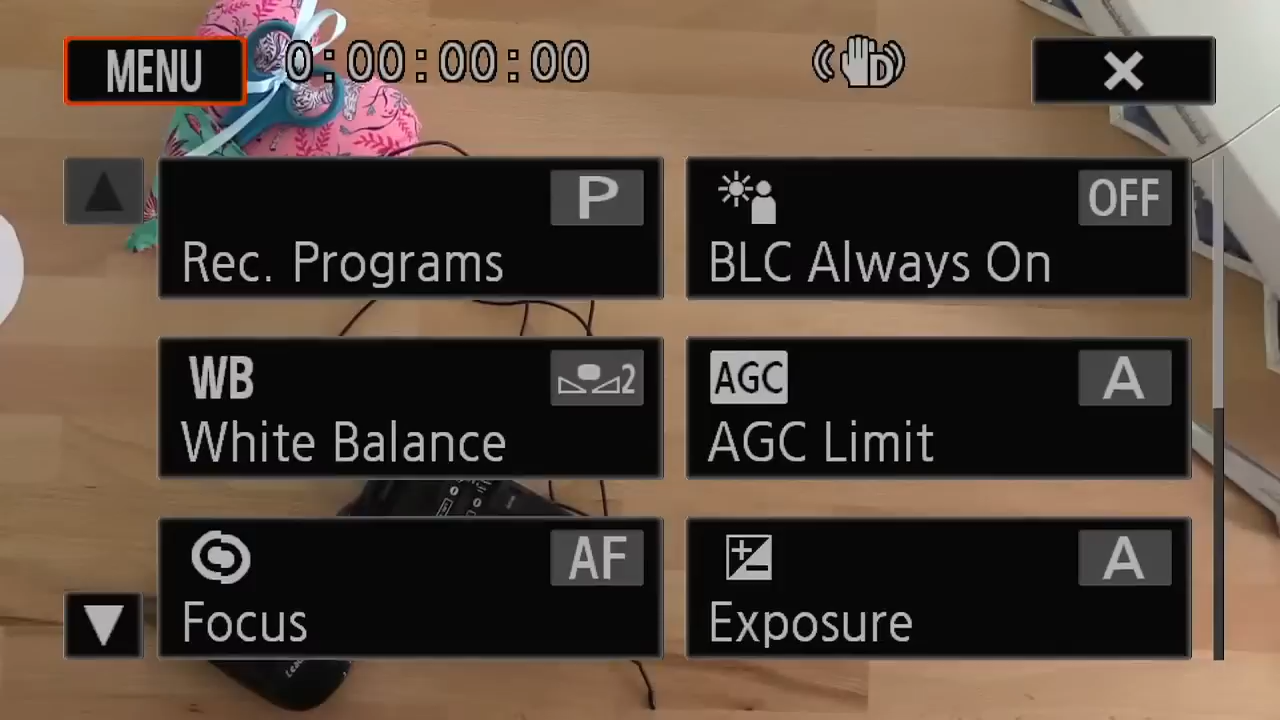 MENU 0:00:00:00 D X
P
Rec. Programs
OFF
BLC Always On
WB 2
White Balance
AGC A
AGC Limit
AF
Focus
A
Exposure